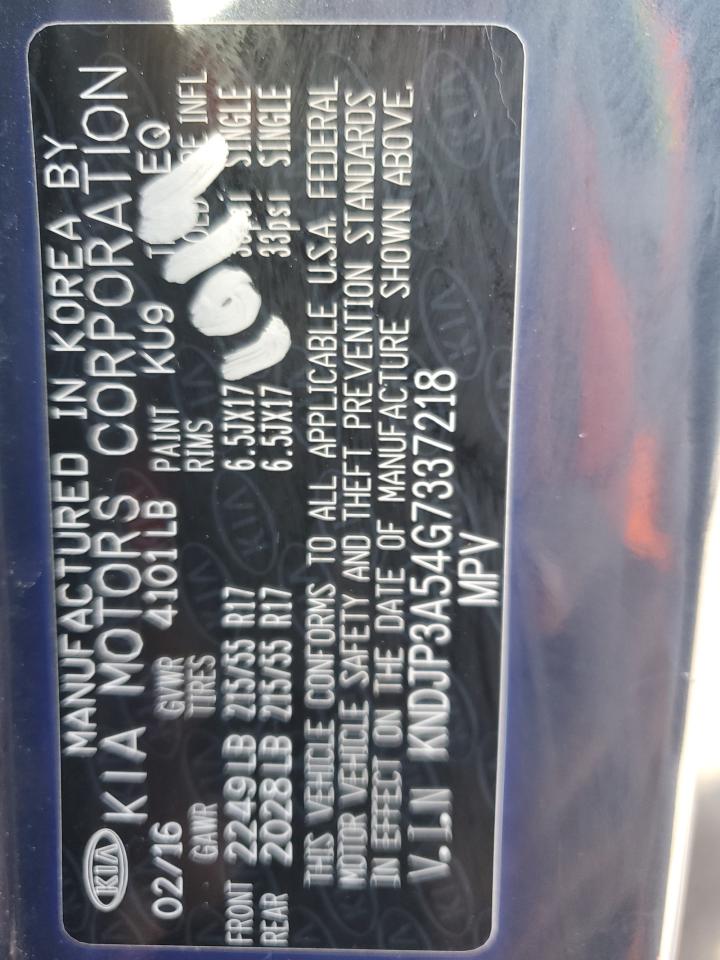 MANUFACTURED IN KOREA BY
KIA KIA MOTORS CORPORATION
02/16 GVWR 4101LB PAINT KU9 EQ
GAWR TIRES RIMS INFL
FRONT 2249LB 215/55 R17 6.5JX17 SINGLE
REAR 2028LB 215/55 R17 6.5JX17 33psi SINGLE
THIS VEHICLE CONFORMS TO ALL APPLICABLE U.S.A. FEDERAL
MOTOR VEHICLE SAFETY AND THEFT PREVENTION STANDARDS
IN EFFECT ON THE DATE OF MANUFACTURE SHOWN ABOVE.
V.I.N KNDJP3A54G7337218
MPV